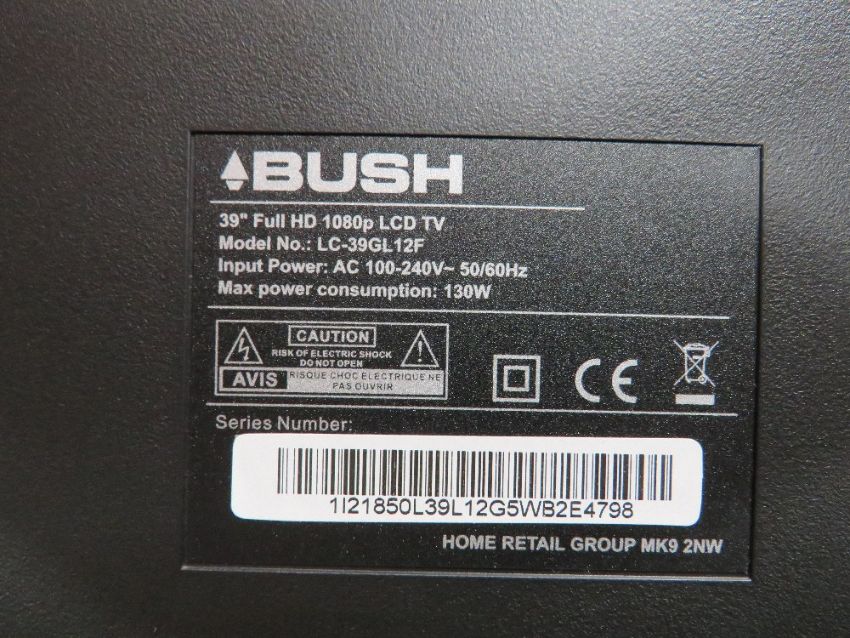 BUSH
39" Full HD 1080p LCD TV
Model No.: LC-39GL12F
Input Power: AC 100-240V~ 50/60Hz
Max power consumption: 130W
CAUTION
RISK OF ELECTRIC SHOCK
DO NOT OPEN
AVIS
RISQUE CHOC ELECTRIQUE NE
PAS OUVRIR
CE
Series Number:
1I21850L39L12G5WB2E4798
HOME RETAIL GROUP MK9 2NW